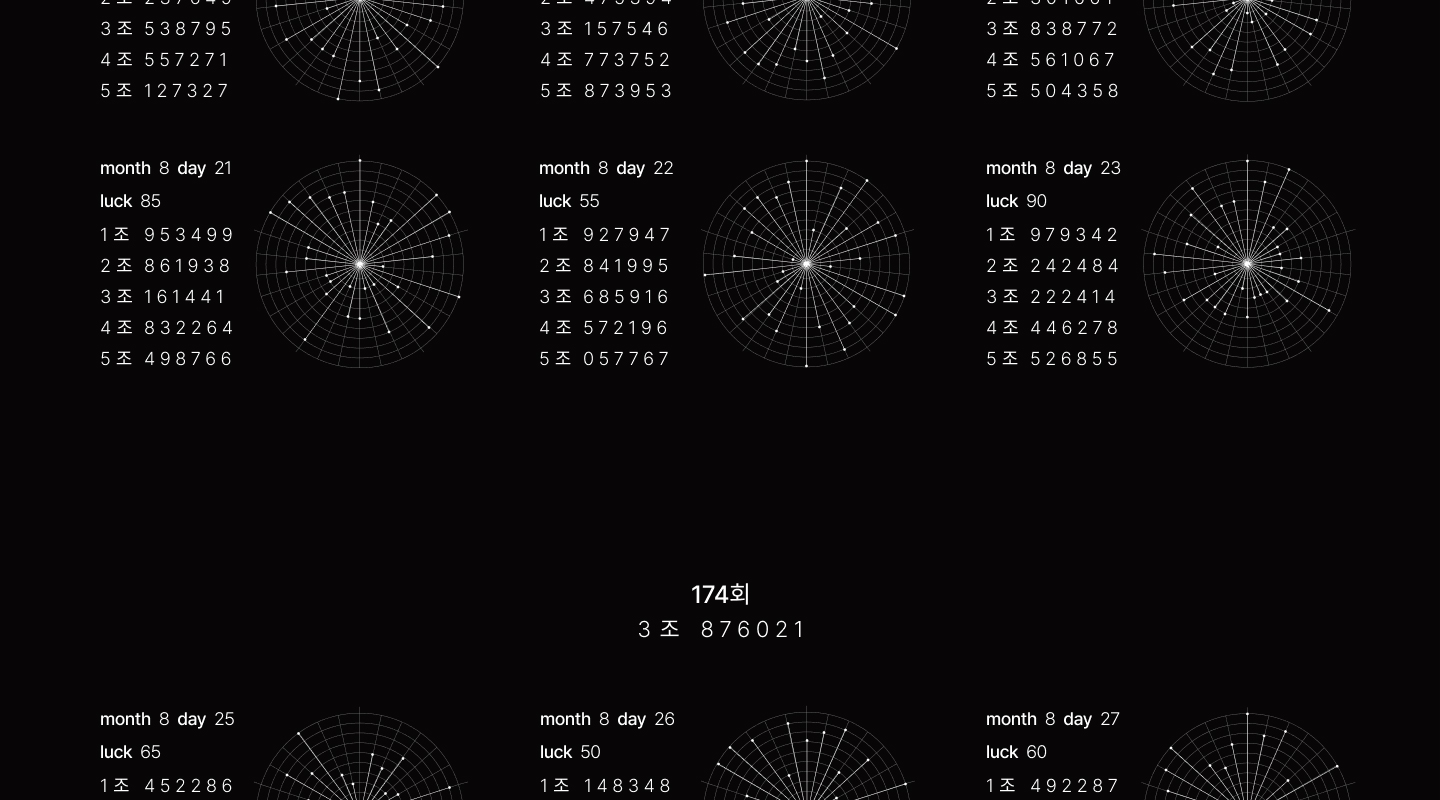 3조 538795
4조 557271
5조 127327
3조 157546
4조 773752
5조 873953
3조 838772
4조 561067
5조 504358
month 8 day 21
luck 85
1조 953499
2조 861938
3조 161441
4조 832264
5조 498766
month 8 day 22
luck 55
1조 927947
2조 841995
3조 685916
4조 572196
5조 057767
month 8 day 23
luck 90
1조 979342
2조 242484
3조 222414
4조 446278
5조 526855
174회
3조 876021
month 8 day 25
luck 65
1조 452286
month 8 day 26
luck 50
1조 148348
month 8 day 27
luck 60
1조 492287